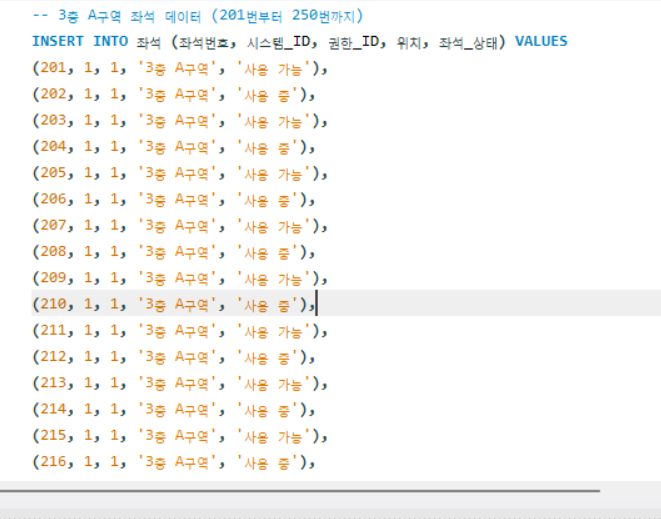 -- 3층 A구역 좌석 데이터 (201번부터 250번까지)
INSERT INTO 좌석 (좌석번호, 시스템_ID, 권한_ID, 위치, 좌석_상태) VALUES
(201, 1, 1, '3층 A구역', '사용 가능'),
(202, 1, 1, '3층 A구역', '사용 중'),
(203, 1, 1, '3층 A구역', '사용 가능'),
(204, 1, 1, '3층 A구역', '사용 중'),
(205, 1, 1, '3층 A구역', '사용 가능'),
(206, 1, 1, '3층 A구역', '사용 중'),
(207, 1, 1, '3층 A구역', '사용 가능'),
(208, 1, 1, '3층 A구역', '사용 중'),
(209, 1, 1, '3층 A구역', '사용 가능'),
(210, 1, 1, '3층 A구역', '사용 중'),
(211, 1, 1, '3층 A구역', '사용 가능'),
(212, 1, 1, '3층 A구역', '사용 중'),
(213, 1, 1, '3층 A구역', '사용 가능'),
(214, 1, 1, '3층 A구역', '사용 중'),
(215, 1, 1, '3층 A구역', '사용 가능'),
(216, 1, 1, '3층 A구역', '사용 중'),